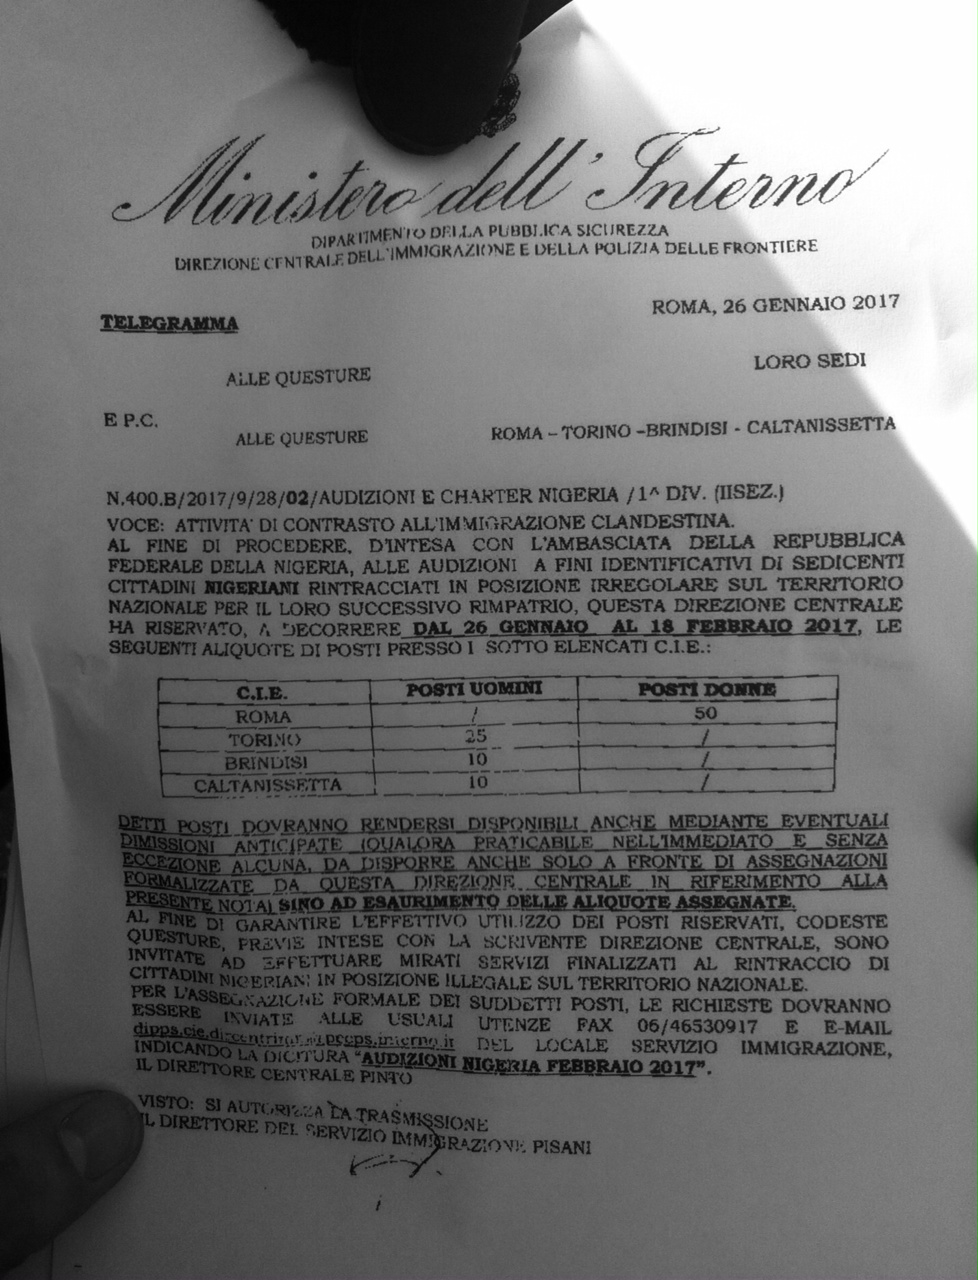 Ministero dell'Interno
DIPARTIMENTO DELLA PUBBLICA SICUREZZA
DIREZIONE CENTRALE DELL'IMMIGRAZIONE E DELLA POLIZIA DELLE FRONTIERE
ROMA, 26 GENNAIO 2017
TELEGRAMMA
ALLE QUESTURE LORO SEDI
E P.C.
ALLE QUESTURE ROMA – TORINO –BRINDISI - CALTANISSETTA
N.400.B/2017/9/28/02/AUDIZIONI E CHARTER NIGERIA /1^ DIV. (IISEZ.)
VOCE: ATTIVITA' DI CONTRASTO ALL'IMMIGRAZIONE CLANDESTINA.
AL FINE DI PROCEDERE, D'INTESA CON L'AMBASCIATA DELLA REPUBBLICA
FEDERALE DELLA NIGERIA, ALLE AUDIZIONI A FINI IDENTIFICATIVI DI SEDICENTI
CITTADINI NIGERIANI RINTRACCIATI IN POSIZIONE IRREGOLARE SUL TERRITORIO
NAZIONALE PER IL LORO SUCCESSIVO RIMPATRIO, QUESTA DIREZIONE CENTRALE
HA RISERVATO, A DECORRERE DAL 26 GENNAIO AL 18 FEBBRAIO 2017, LE
SEGUENTI ALIQUOTE DI POSTI PRESSO I SOTTO ELENCATI C.I.E.:
C.I.E. POSTI UOMINI POSTI DONNE
ROMA / 50
TORINO 25 /
BRINDISI 10 /
CALTANISSETTA 10 /
DETTI POSTI DOVRANNO RENDERSI DISPONIBILI ANCHE MEDIANTE EVENTUALI
DIMISSIONI ANTICIPATE (QUALORA PRATICABILE NELL'IMMEDIATO E SENZA
ECCEZIONE ALCUNA, DA DISPORRE ANCHE SOLO A FRONTE DI ASSEGNAZIONI
FORMALIZZATE DA QUESTA DIREZIONE CENTRALE IN RIFERIMENTO ALLA
PRESENTE NOTA) SINO AD ESAURIMENTO DELLE ALIQUOTE ASSEGNATE.
AL FINE DI GARANTIRE L'EFFETTIVO UTILIZZO DEI POSTI RISERVATI, CODESTE
QUESTURE, PREVIE INTESE CON LA SCRIVENTE DIREZIONE CENTRALE, SONO
INVITATE AD EFFETTUARE MIRATI SERVIZI FINALIZZATI AL RINTRACCIO DI
CITTADINI NIGERIANI IN POSIZIONE ILLEGALE SUL TERRITORIO NAZIONALE.
PER L'ASSEGNAZIONE FORMALE DEI SUDDETTI POSTI, LE RICHIESTE DOVRANNO
ESSERE INVIATE ALLE USUALI UTENZE FAX 06/46530917 E E-MAIL
DEL LOCALE SERVIZIO IMMIGRAZIONE,
INDICANDO LA DICITURA "AUDIZIONI NIGERIA FEBBRAIO 2017".
IL DIRETTORE CENTRALE PINTO
VISTO: SI AUTORIZZA LA TRASMISSIONE
IL DIRETTORE DEL SERVIZIO IMMIGRAZIONE PISANI